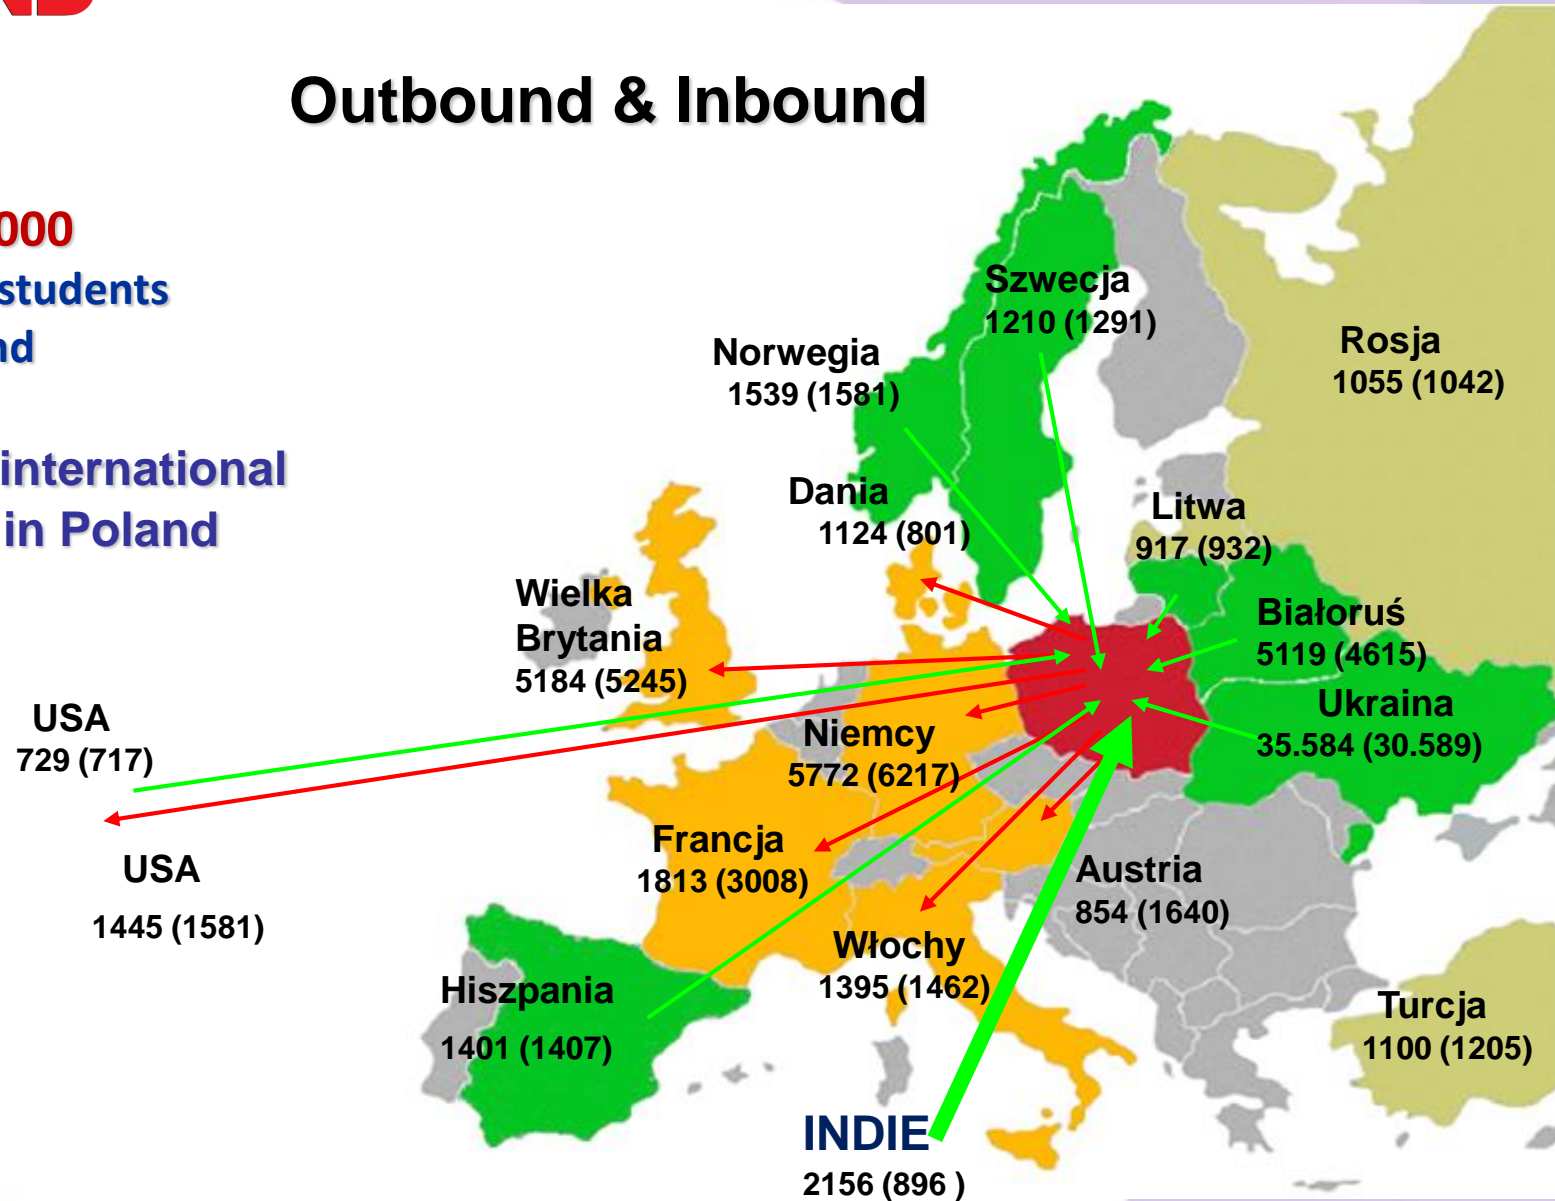 Outbound & Inbound
000
students
nd
international
in Poland
Szwecja
1210 (1291)
Norwegia
1539 (1581)
Rosja
1055 (1042)
Dania
1124 (801)
Litwa
917 (932)
Wielka
Brytania
5184 (5245)
Białoruś
5119 (4615)
Ukraina
35.584 (30.589)
USA
729 (717)
Niemcy
5772 (6217)
Francja
1813 (3008)
USA
1445 (1581)
Austria
854 (1640)
Włochy
1395 (1462)
Hiszpania
1401 (1407)
Turcja
1100 (1205)
INDIE
2156 (896 )